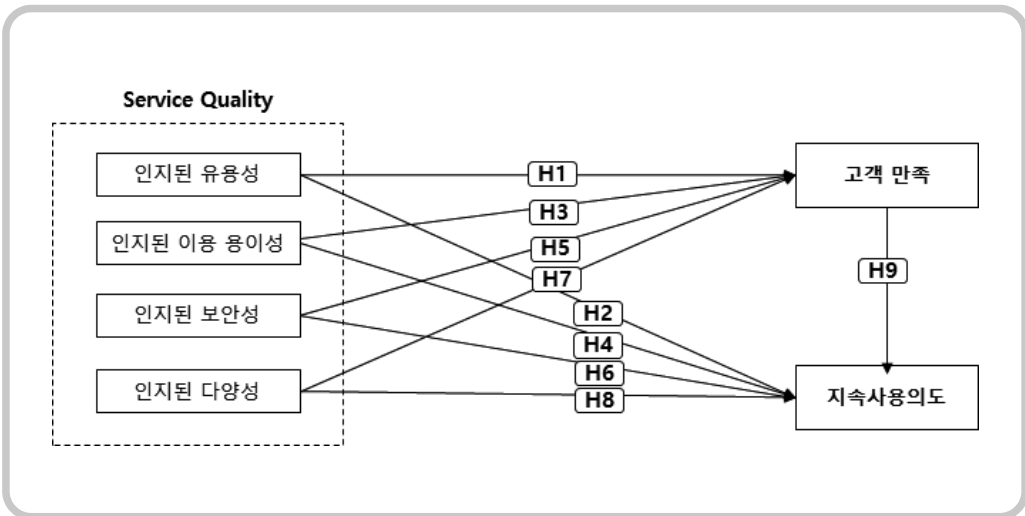 Service Quality
인지된 유용성
인지된 이용 용이성
인지된 보안성
인지된 다양성
H1
H3
H5
H7
H2
H4
H6
H8
고객 만족
H9
지속사용의도